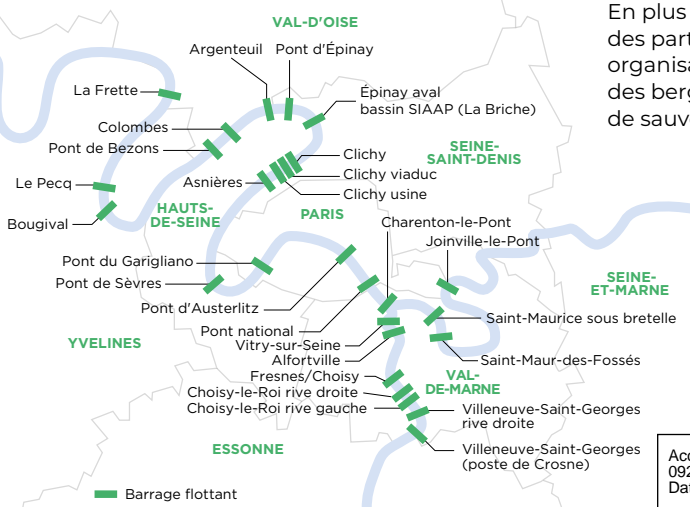 En plus
des part
organisa
des berg
de sauve
VAL-D'OISE
Argenteuil
Pont d'Épinay
La Frette
Épinay aval
bassin SIAAP (La Briche)
Colombes
Pont de Bezons
Clichy
SEINE-
SAINT-DENIS
Le Pecq
Asnières
Clichy viaduc
Clichy usine
Bougival
HAUTS-
DE-SEINE
PARIS
Charenton-le-Pont
Joinville-le-Pont
Pont du Garigliano
Pont de Sèvres
SEINE-
ET-MARNE
Pont d'Austerlitz
Saint-Maurice sous bretelle
Pont national
YVELINES
Vitry-sur-Seine
Alfortville
Saint-Maur-des-Fossés
Fresnes/Choisy
VAL-
DE-MARNE
Choisy-le-Roi rive droite
Choisy-le-Roi rive gauche
Villeneuve-Saint-Georges
rive droite
ESSONNE
Villeneuve-Saint-Georges
(poste de Crosne)
Barrage flottant
Acc
092
Dat